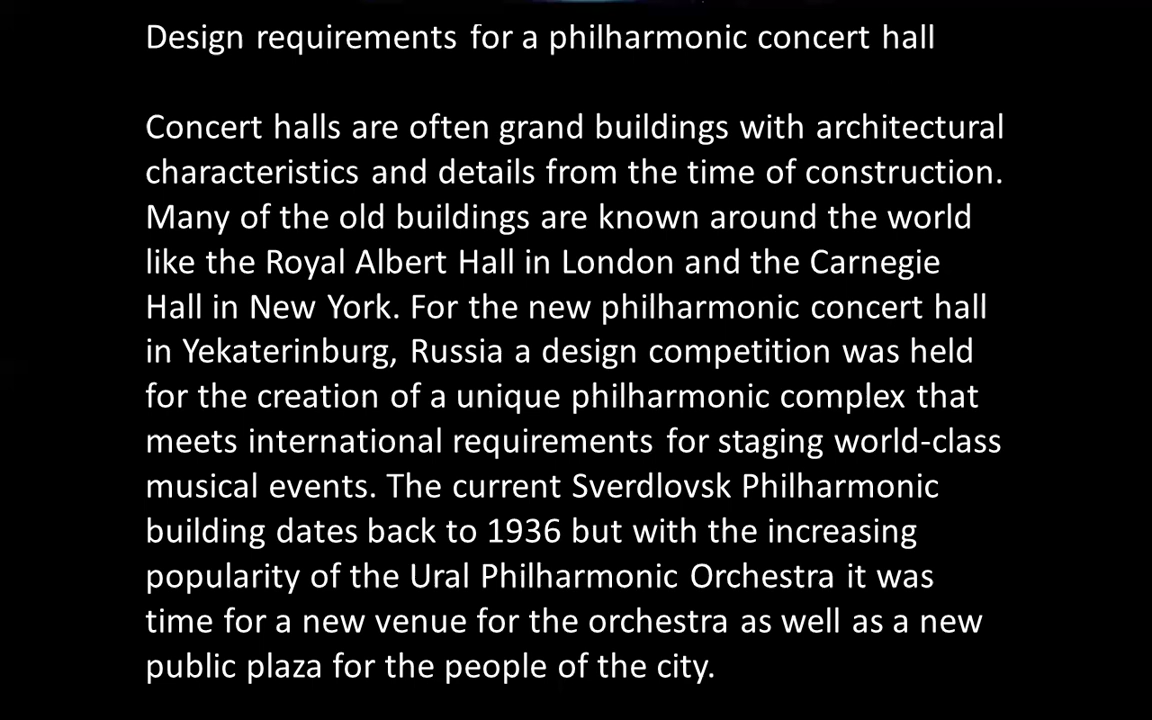 Design requirements for a philharmonic concert hall
Concert halls are often grand buildings with architectural
characteristics and details from the time of construction.
Many of the old buildings are known around the world
like the Royal Albert Hall in London and the Carnegie
Hall in New York. For the new philharmonic concert hall
in Yekaterinburg, Russia a design competition was held
for the creation of a unique philharmonic complex that
meets international requirements for staging world-class
musical events. The current Sverdlovsk Philharmonic
building dates back to 1936 but with the increasing
popularity of the Ural Philharmonic Orchestra it was
time for a new venue for the orchestra as well as a new
public plaza for the people of the city.